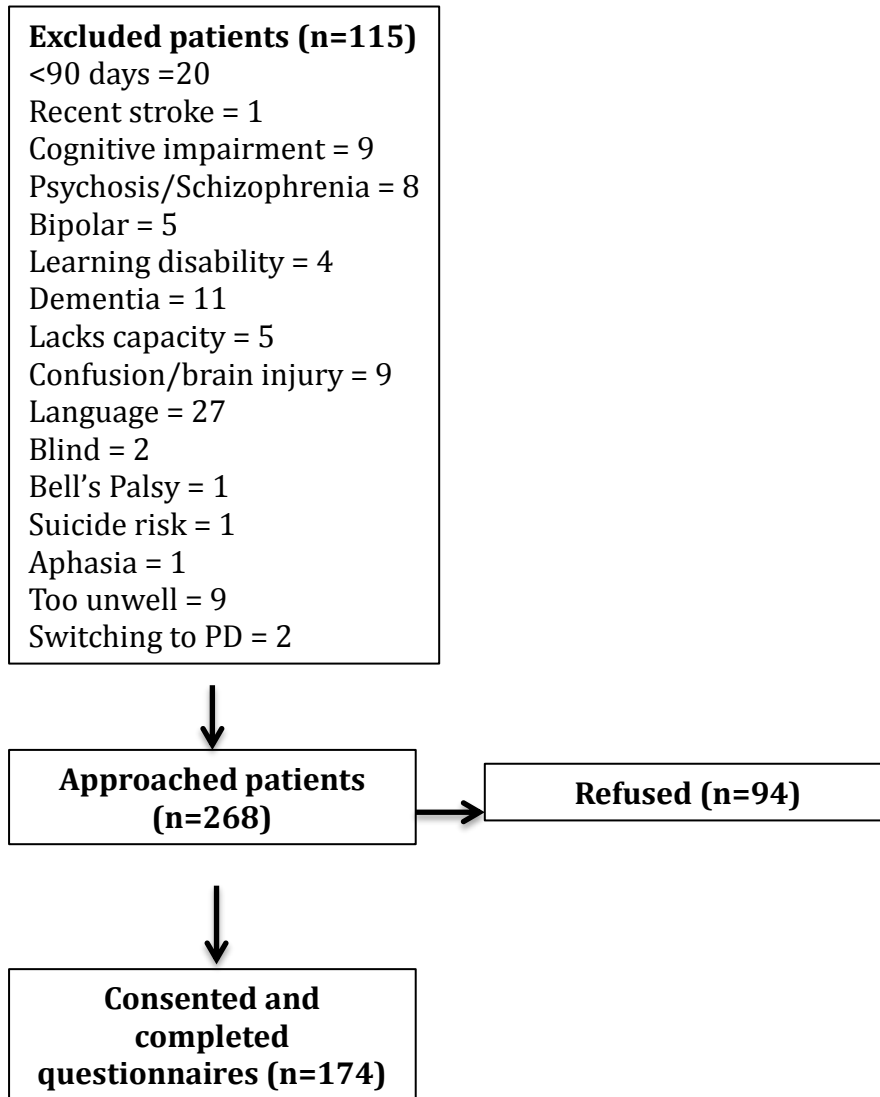 Excluded patients (n=115)
<90 days =20
Recent stroke = 1
Cognitive impairment = 9
Psychosis/Schizophrenia = 8
Bipolar = 5
Learning disability = 4
Dementia = 11
Lacks capacity = 5
Confusion/brain injury = 9
Language = 27
Blind = 2
Bell’s Palsy = 1
Suicide risk = 1
Aphasia = 1
Too unwell = 9
Switching to PD = 2
Approached patients
(n=268)
Refused (n=94)
Consented and
completed
questionnaires (n=174)